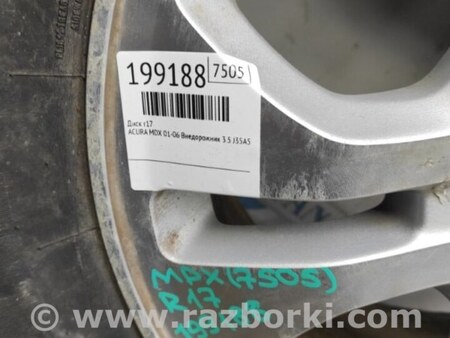 199188 7505
Диск r17
ACURA MDX 01-06 Внедорожник 3.5 J35A5
MDX (7505)
R17
www.razborki.com